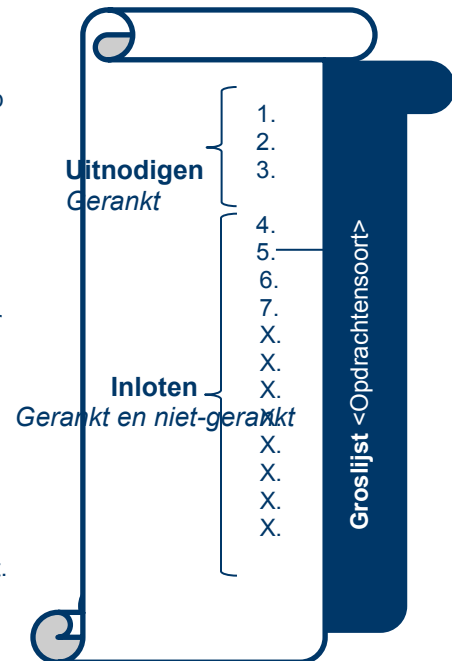 1.
2.
Uitnodigen
3.
Gerankt
4.
5.
6.
7.
X.
X.
Inloten
X.
Gerankt en niet-gerankt
X.
X.
X.
X.
X.
Groslijst <Opdrachtensoort>